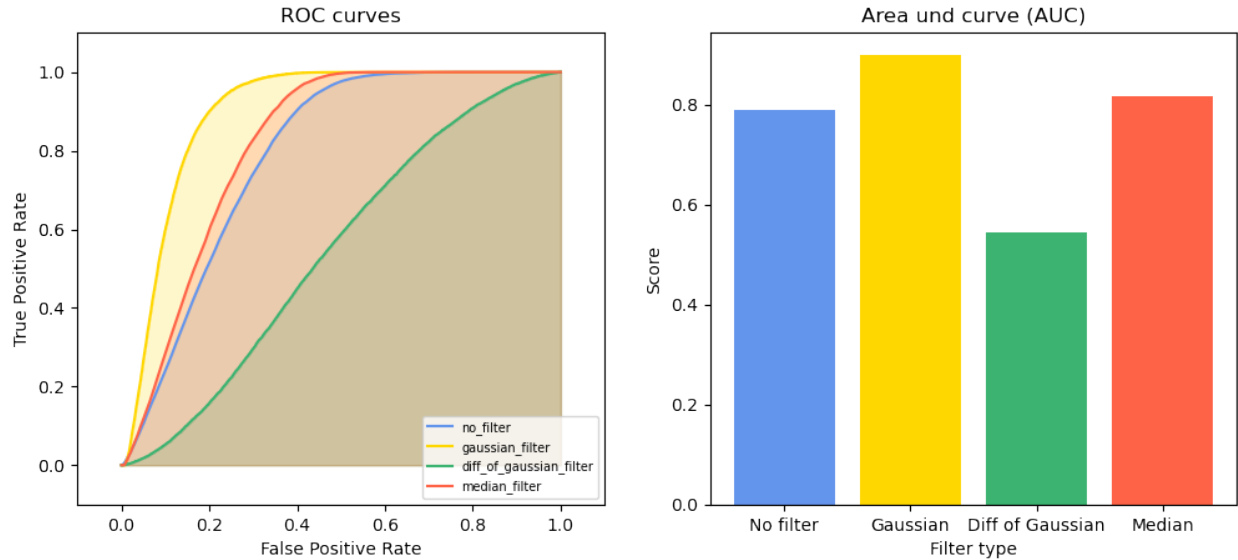 ROC curves
True Positive Rate
1.0
0.8
0.6
0.4
0.2
0.0
no_filter
gaussian_filter
diff_of_gaussian_filter
median_filter
0.0 0.2 0.4 0.6 0.8 1.0
False Positive Rate
Area und curve (AUC)
Score
0.8
0.6
0.4
0.2
0.0
No filter Gaussian Diff of Gaussian Median
Filter type